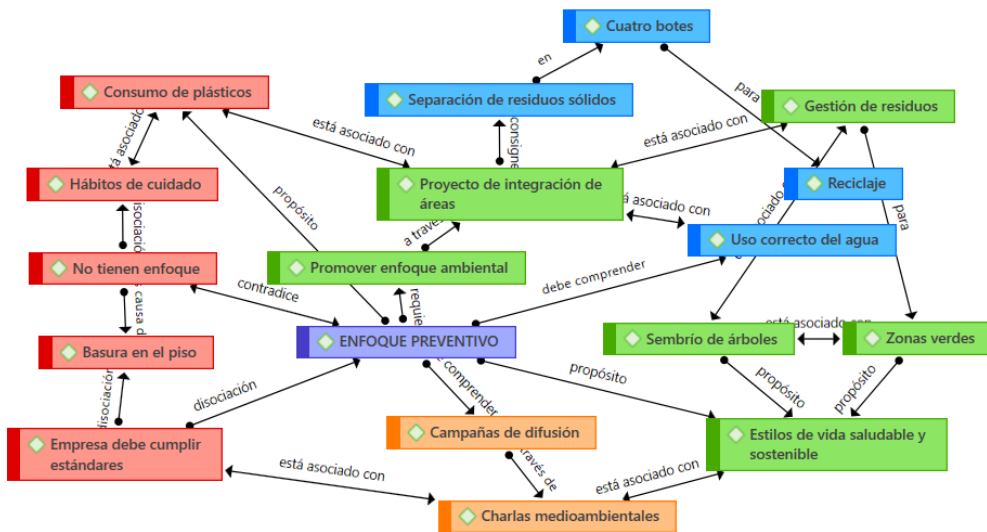 Cuatro botes
en
Consumo de plásticos
Separación de residuos sólidos
para
Gestión de residuos
está asociado con
está asociado con
Hábitos de cuidado
propósito
Proyecto de integración de
áreas
Reciclaje
está asociado con
para
Uso correcto del agua
No tienen enfoque
Promover enfoque ambiental
debe comprender
contradice
causa
Basura en el piso
ENFOQUE PREVENTIVO
Sembrío de árboles
está asociado con
Zonas verdes
disociación
disociación
comprender
propósito
propósito
propósito
Empresa debe cumplir
estándares
Campañas de difusión
Estilos de vida saludable y
sostenible
está asociado con
través de
está asociado con
Charlas medioambientales